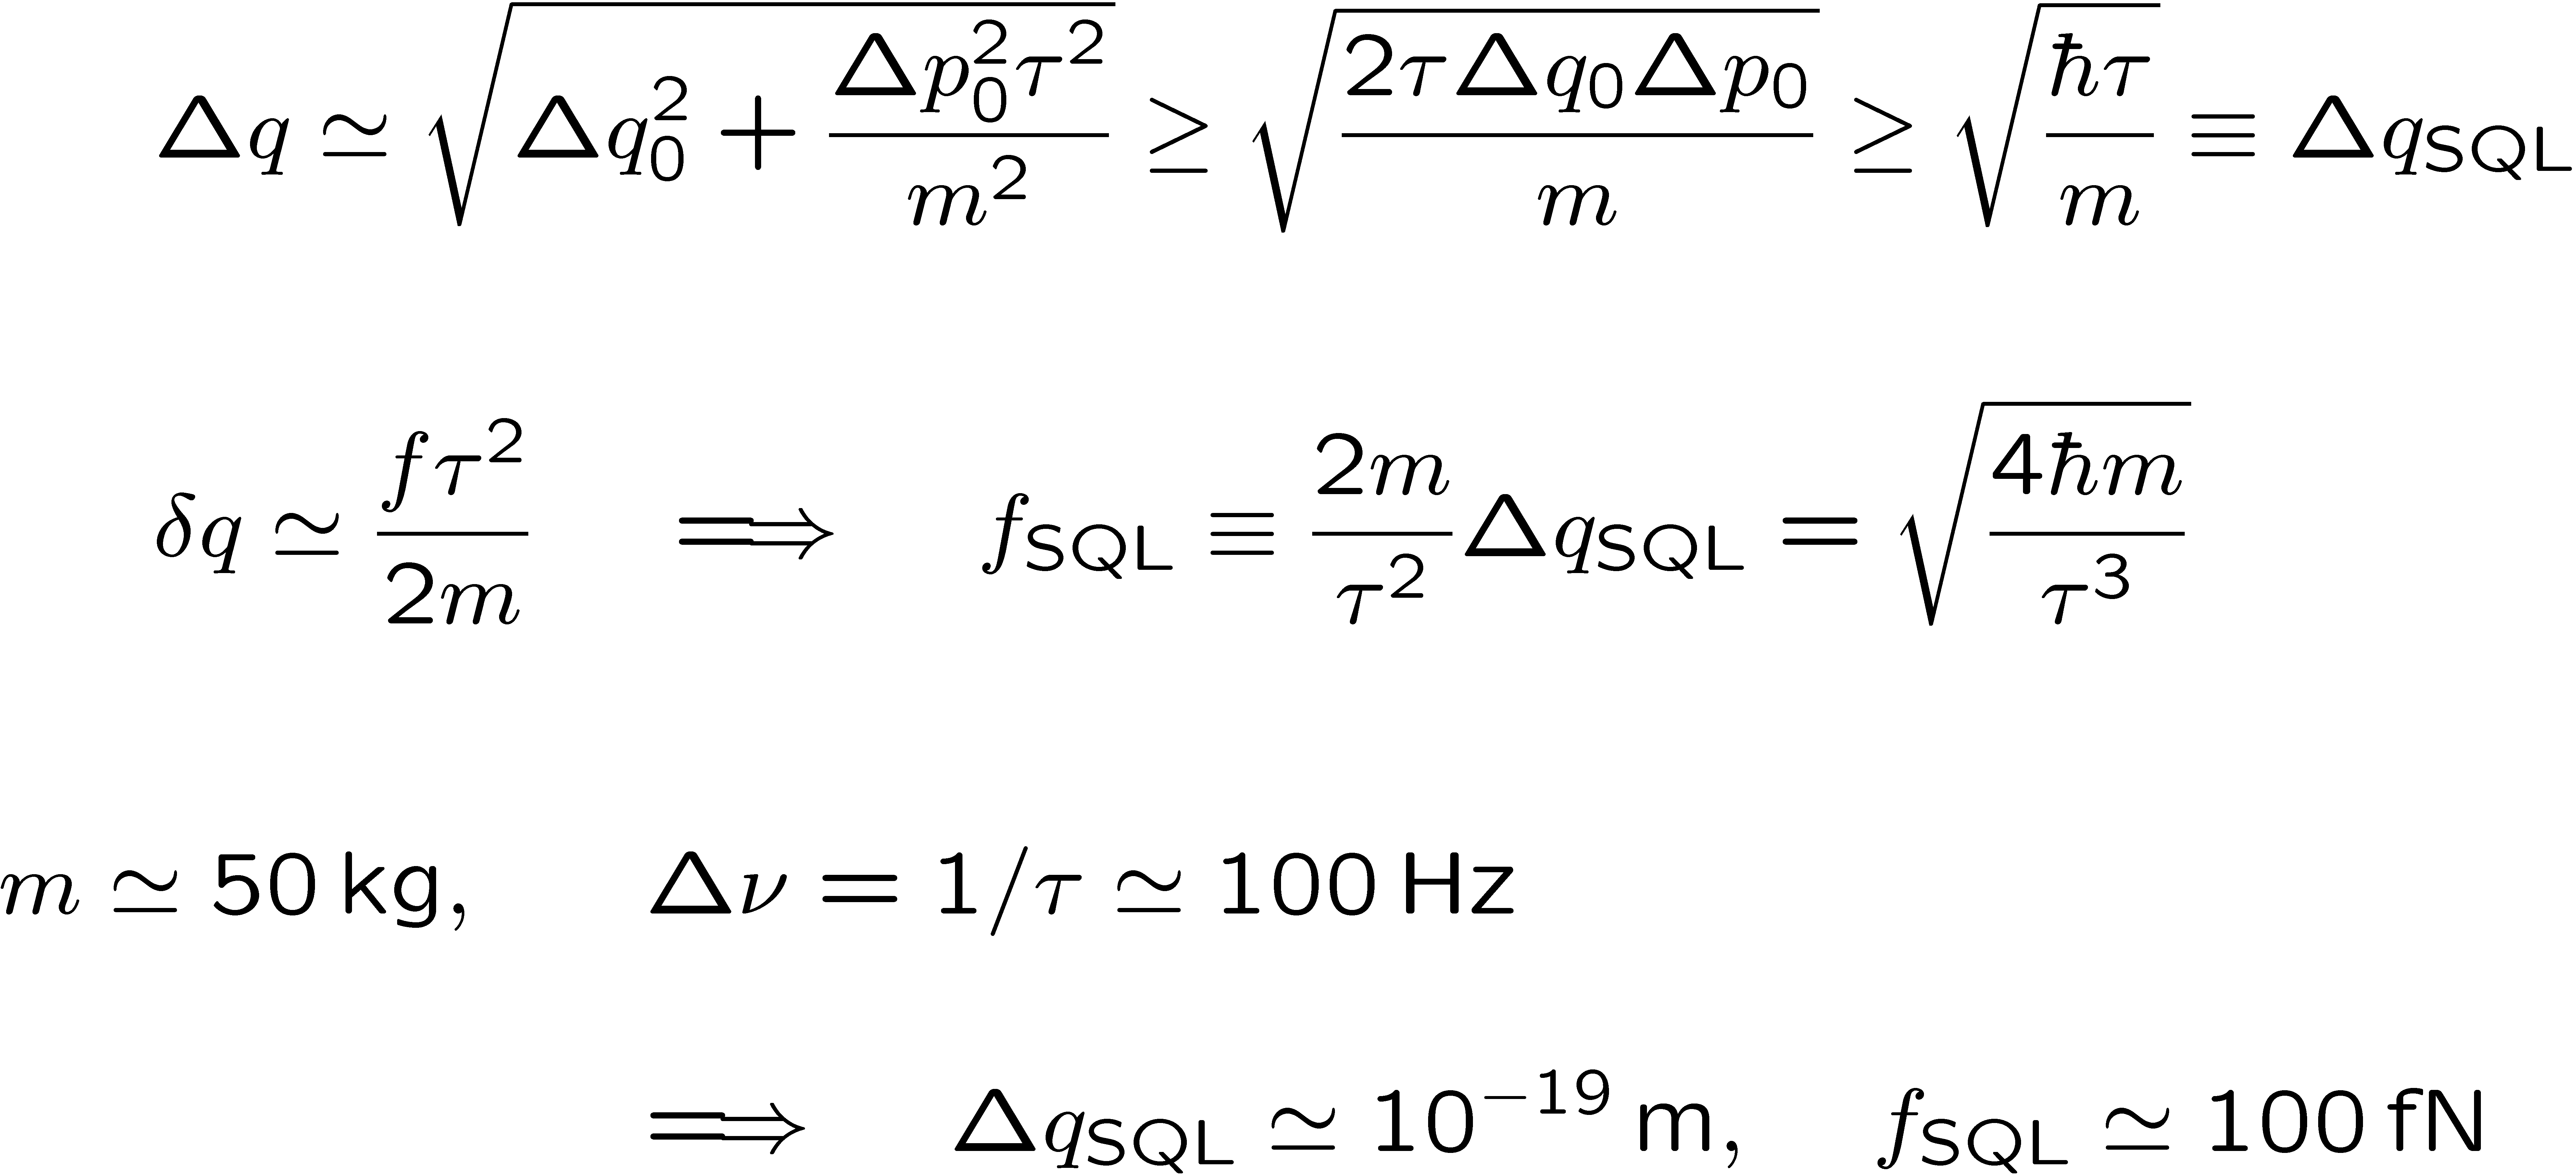 Δq ≃ √(Δq₀² + Δp₀²τ²/m²) ≥ √(2τΔq₀Δp₀/m) ≥ √(ℏτ/m) ≡ Δq_SQL
δq ≃ fτ²/2m ⟹ f_SQL ≡ 2m/τ² Δq_SQL = √(4ℏm/τ³)
m ≃ 50 kg, Δν = 1/τ ≃ 100 Hz
⟹ Δq_SQL ≃ 10⁻¹⁹ m, f_SQL ≃ 100 fN